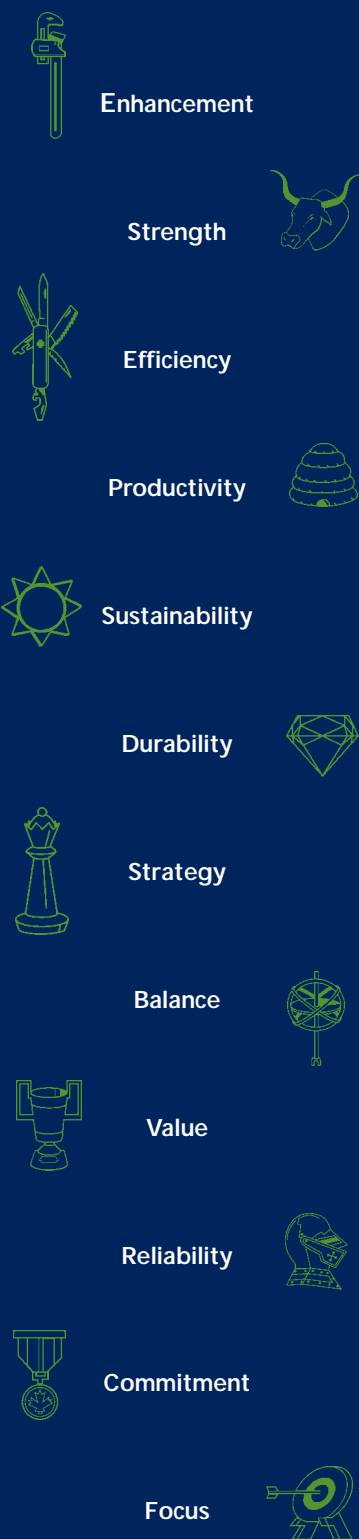 Enhancement
Strength
Efficiency
Productivity
Sustainability
Durability
Strategy
Balance
Value
Reliability
Commitment
Focus